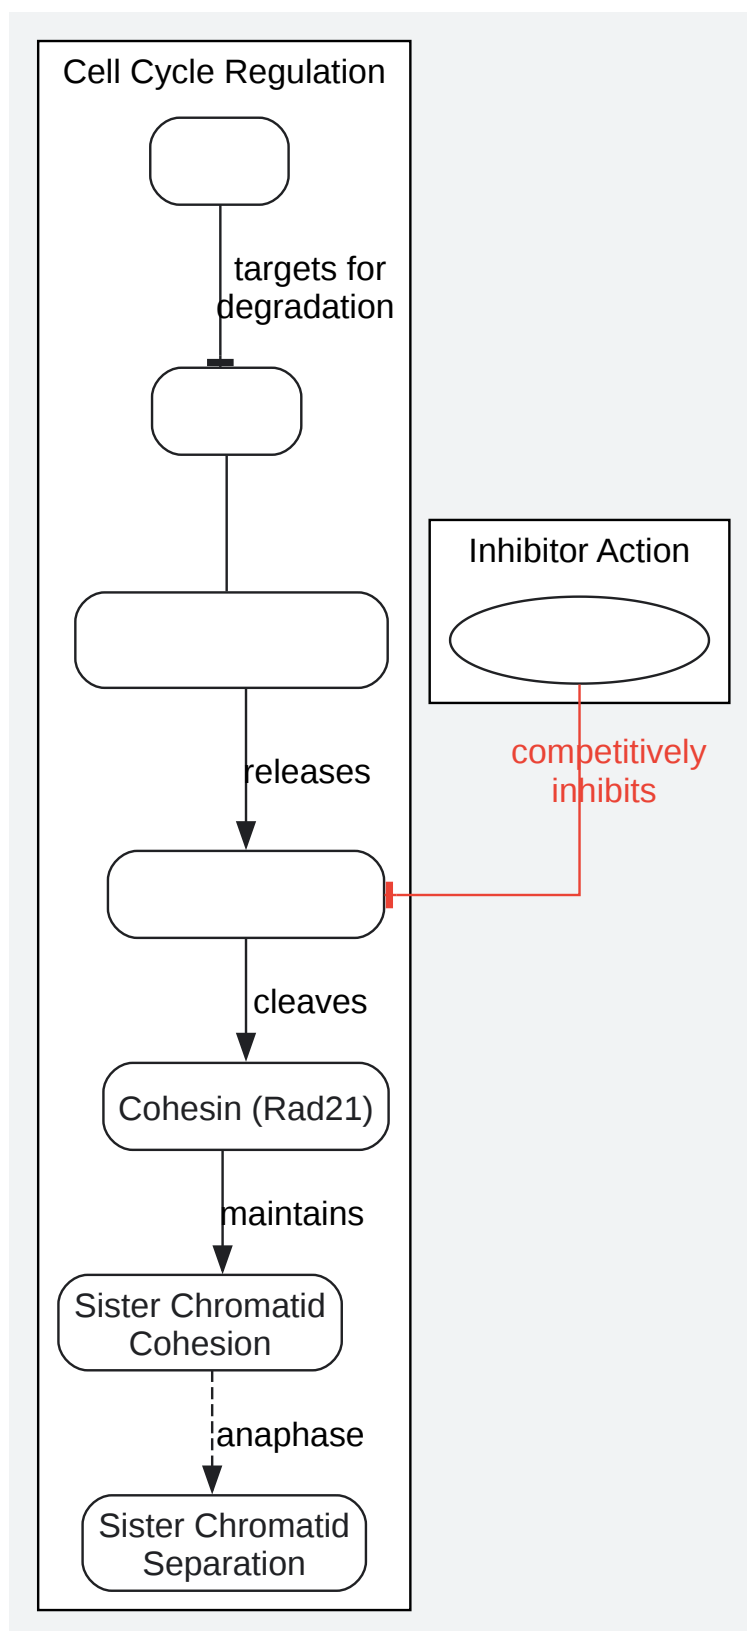 Cell Cycle Regulation
targets for
degradation
Inhibitor Action
competitively
inhibits
releases
cleaves
Cohesin (Rad21)
maintains
Sister Chromatid
Cohesion
anaphase
Sister Chromatid
Separation